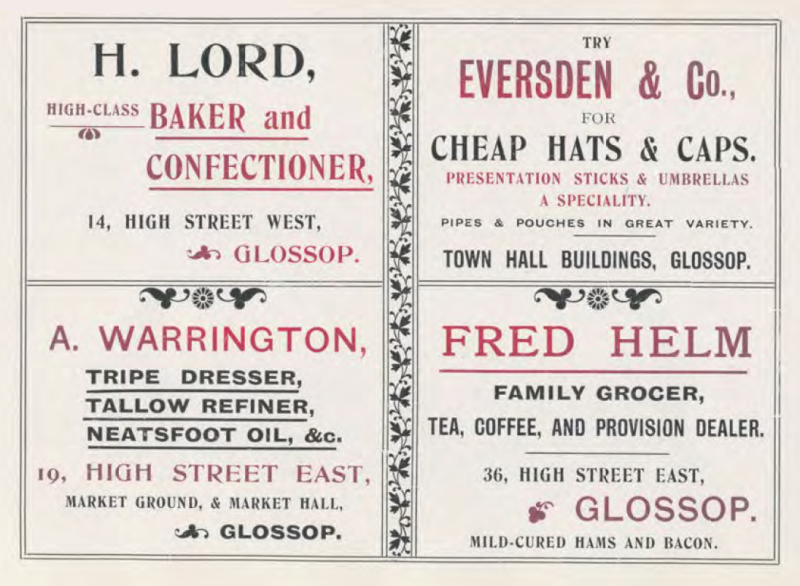 H. LORD,
HIGH-CLASS BAKER and
CONFECTIONER,
14, HIGH STREET WEST,
GLOSSOP.
TRY
EVERSDEN & Co.,
FOR
CHEAP HATS & CAPS.
PRESENTATION STICKS & UMBRELLAS
A SPECIALITY.
PIPES & POUCHES IN GREAT VARIETY.
TOWN HALL BUILDINGS, GLOSSOP.
A. WARRINGTON,
TRIPE DRESSER,
TALLOW REFINER,
NEATSFOOT OIL, &c.
19, HIGH STREET EAST,
MARKET GROUND, & MARKET HALL,
GLOSSOP.
FRED HELM
FAMILY GROCER,
TEA, COFFEE, AND PROVISION DEALER.
36, HIGH STREET EAST,
GLOSSOP.
MILD-CURED HAMS AND BACON.